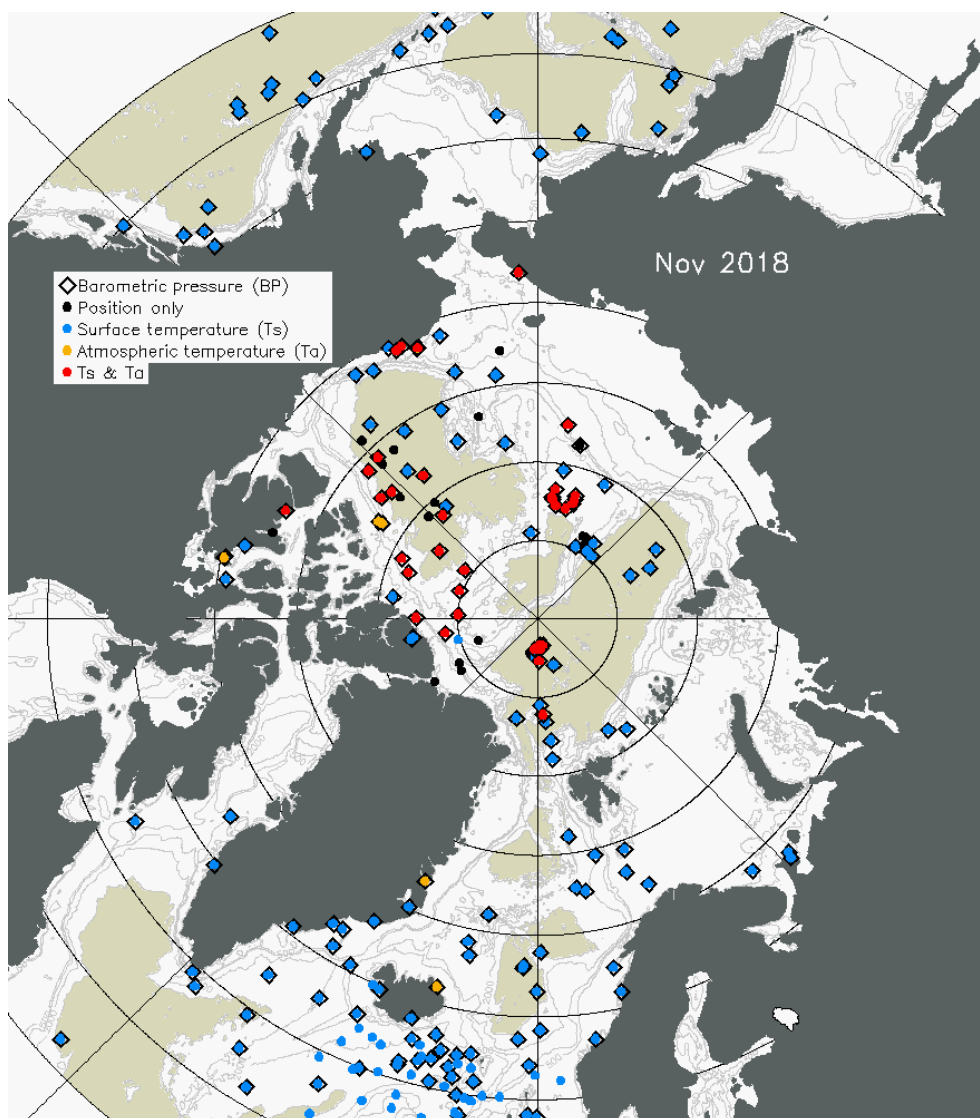 Nov 2018
Barometric pressure (BP)
Position only
Surface temperature (Ts)
Atmospheric temperature (Ta)
Ts & Ta